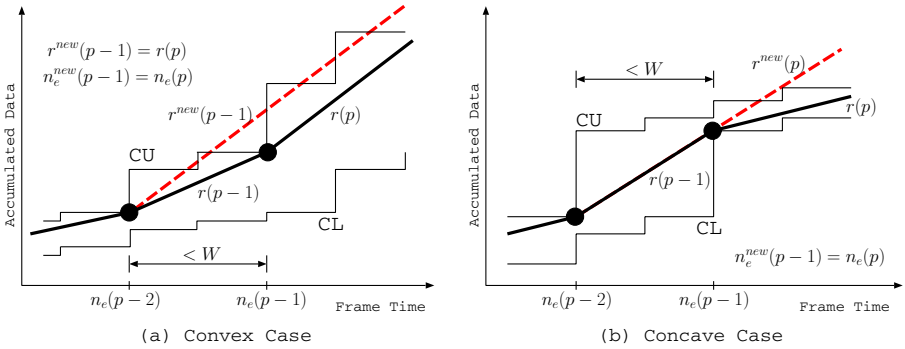 r^{new}(p−1) = r(p)
n_e^{new}(p−1) = n_e(p)
r^{new}(p−1)
r(p)
CU
r(p−1)
CL
< W
Accumulated Data
n_e(p−2)
n_e(p−1)
Frame Time
(a) Convex Case
r^{new}(p)
< W
CU
r(p)
r(p−1)
CL
n_e^{new}(p−1) = n_e(p)
Accumulated Data
n_e(p−2)
n_e(p−1)
Frame Time
(b) Concave Case